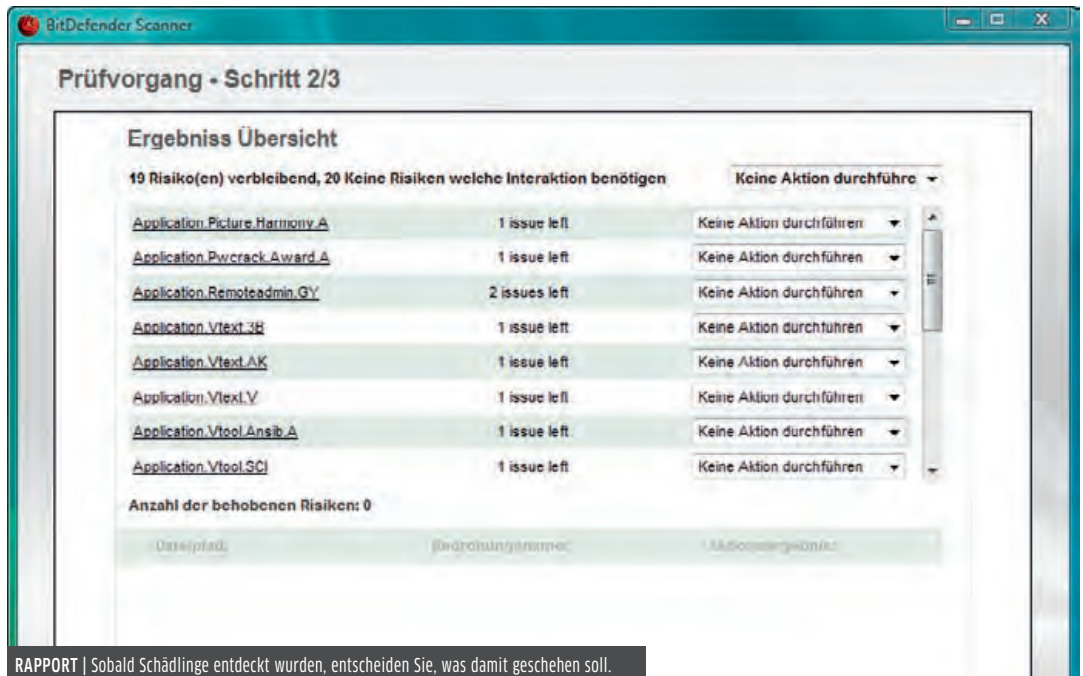 BitDefender Scanner
Prüfvorgang - Schritt 2/3
Ergebniss Übersicht
19 Risiko(en) verbleibend, 20 Keine Risiken welche Interaktion benötigen Keine Aktion durchführe
Application.Picture.Harmony.A 1 issue left Keine Aktion durchführen
Application.Pwcrack.Award.A 1 issue left Keine Aktion durchführen
Application.Remoteadmin.GY 2 issues left Keine Aktion durchführen
Application.Vtext.3B 1 issue left Keine Aktion durchführen
Application.Vtext.AK 1 issue left Keine Aktion durchführen
Application.Vtext.V 1 issue left Keine Aktion durchführen
Application.Vtool.Ansib.A 1 issue left Keine Aktion durchführen
Application.Vtool.SCI 1 issue left Keine Aktion durchführen
Anzahl der behobenen Risiken: 0
Dateipfad: Bedrohungsname: Aktionsergebnis:
RAPPORT | Sobald Schädlinge entdeckt wurden, entscheiden Sie, was damit geschehen soll.